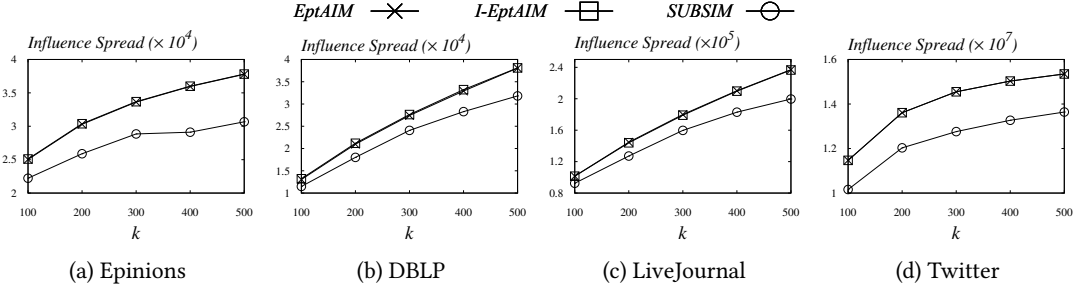 EptAIM I-EptAIM SUBSIM
Influence Spread (× 10^4) Influence Spread (× 10^4) Influence Spread (×10^5) Influence Spread (× 10^7)
4 4 2.4 1.6
3.5 3.5 2 1.4
3 3 1.6 1.2
2.5 2.5 1.2 1
2 2 0.8
1.5
1
100 200 300 400 500 100 200 300 400 500 100 200 300 400 500 100 200 300 400 500
k k k k
(a) Epinions (b) DBLP (c) LiveJournal (d) Twitter